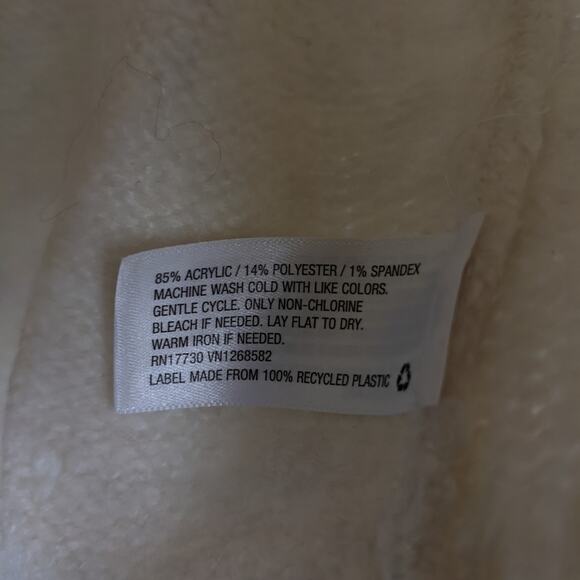 85% ACRYLIC / 14% POLYESTER / 1% SPANDEX
MACHINE WASH COLD WITH LIKE COLORS.
GENTLE CYCLE. ONLY NON-CHLORINE
BLEACH IF NEEDED. LAY FLAT TO DRY.
WARM IRON IF NEEDED.
RN17730 VN1268582
LABEL MADE FROM 100% RECYCLED PLASTIC